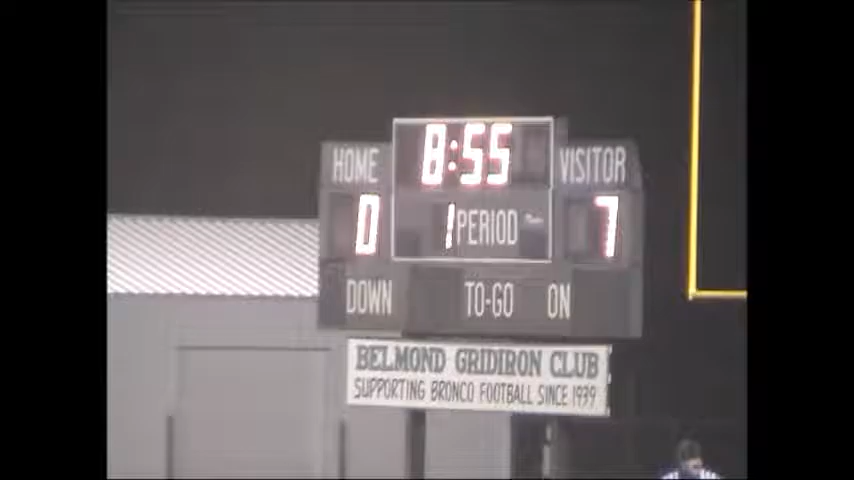 8:55
HOME VISITOR
0 1 PERIOD 7
DOWN TO-GO ON
BELMOND GRIDIRON CLUB
SUPPORTING BRONCO FOOTBALL SINCE 1939